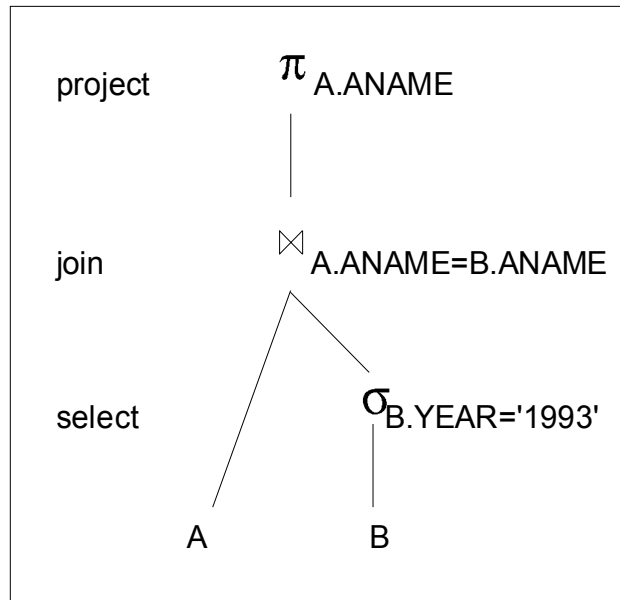 project π A.ANAME
join ⋈ A.ANAME=B.ANAME
select σ B.YEAR='1993'
A B